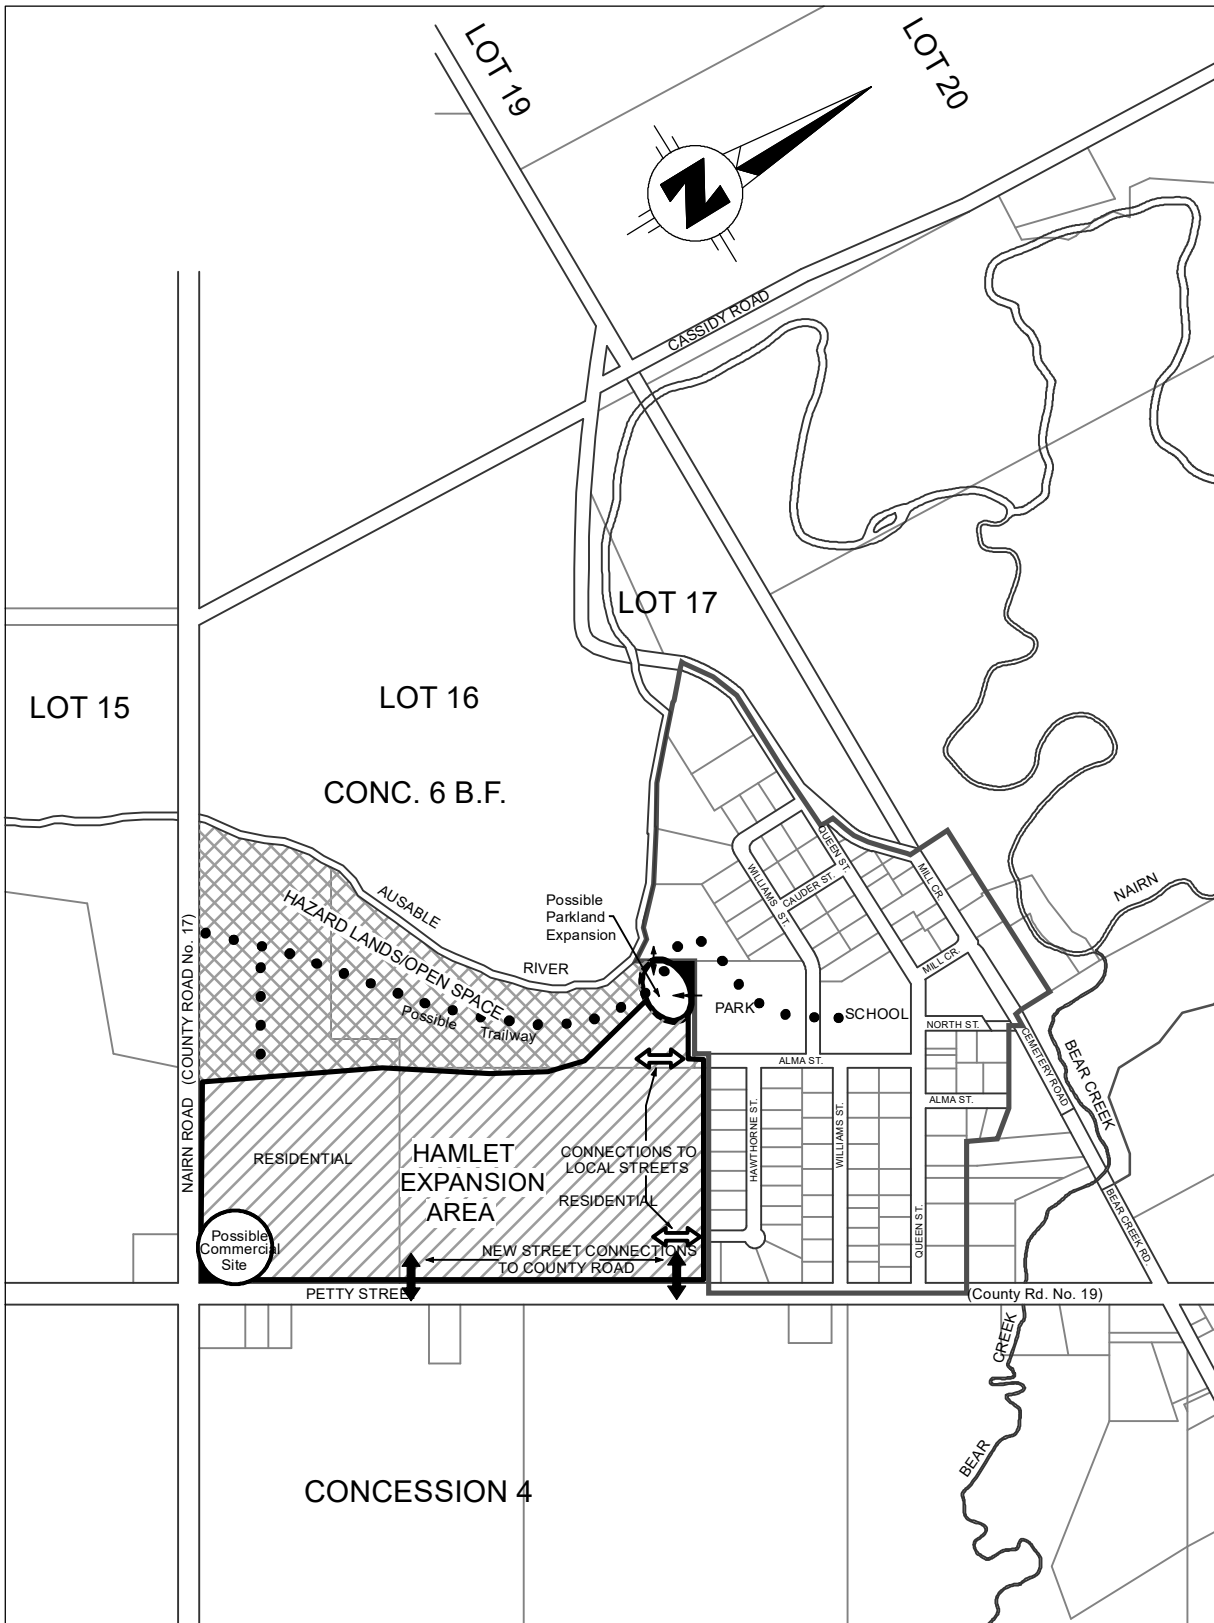 LOT 19
LOT 20
N
CASSIDY ROAD
LOT 17
LOT 15
LOT 16
CONC. 6 B.F.
NAIRN ROAD (COUNTY ROAD No. 17)
AUSABLE
RIVER
HAZARD LANDS/OPEN SPACE
Possible
Trailway
Possible
Parkland
Expansion
PARK
SCHOOL
QUEEN ST.
WILLIAMS ST.
CAUDER ST.
MILL CR.
MILL CR.
NAIRN
NORTH ST.
CEMETERY ROAD
BEAR CREEK
ALMA ST.
ALMA ST.
HAWTHORNE ST.
WILLIAMS ST.
QUEEN ST.
BEAR CREEK RD.
RESIDENTIAL
HAMLET
EXPANSION
AREA
CONNECTIONS TO
LOCAL STREETS
RESIDENTIAL
Possible
Commercial
Site
NEW STREET CONNECTIONS
TO COUNTY ROAD
PETTY STREET
(County Rd. No. 19)
CREEK
BEAR
CONCESSION 4